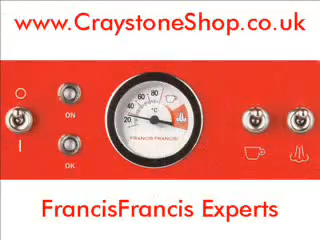 www.CraystoneShop.co.uk
60 80
40
20
°C
ON
FRANCIS FRANCIS!
OK
FrancisFrancis Experts